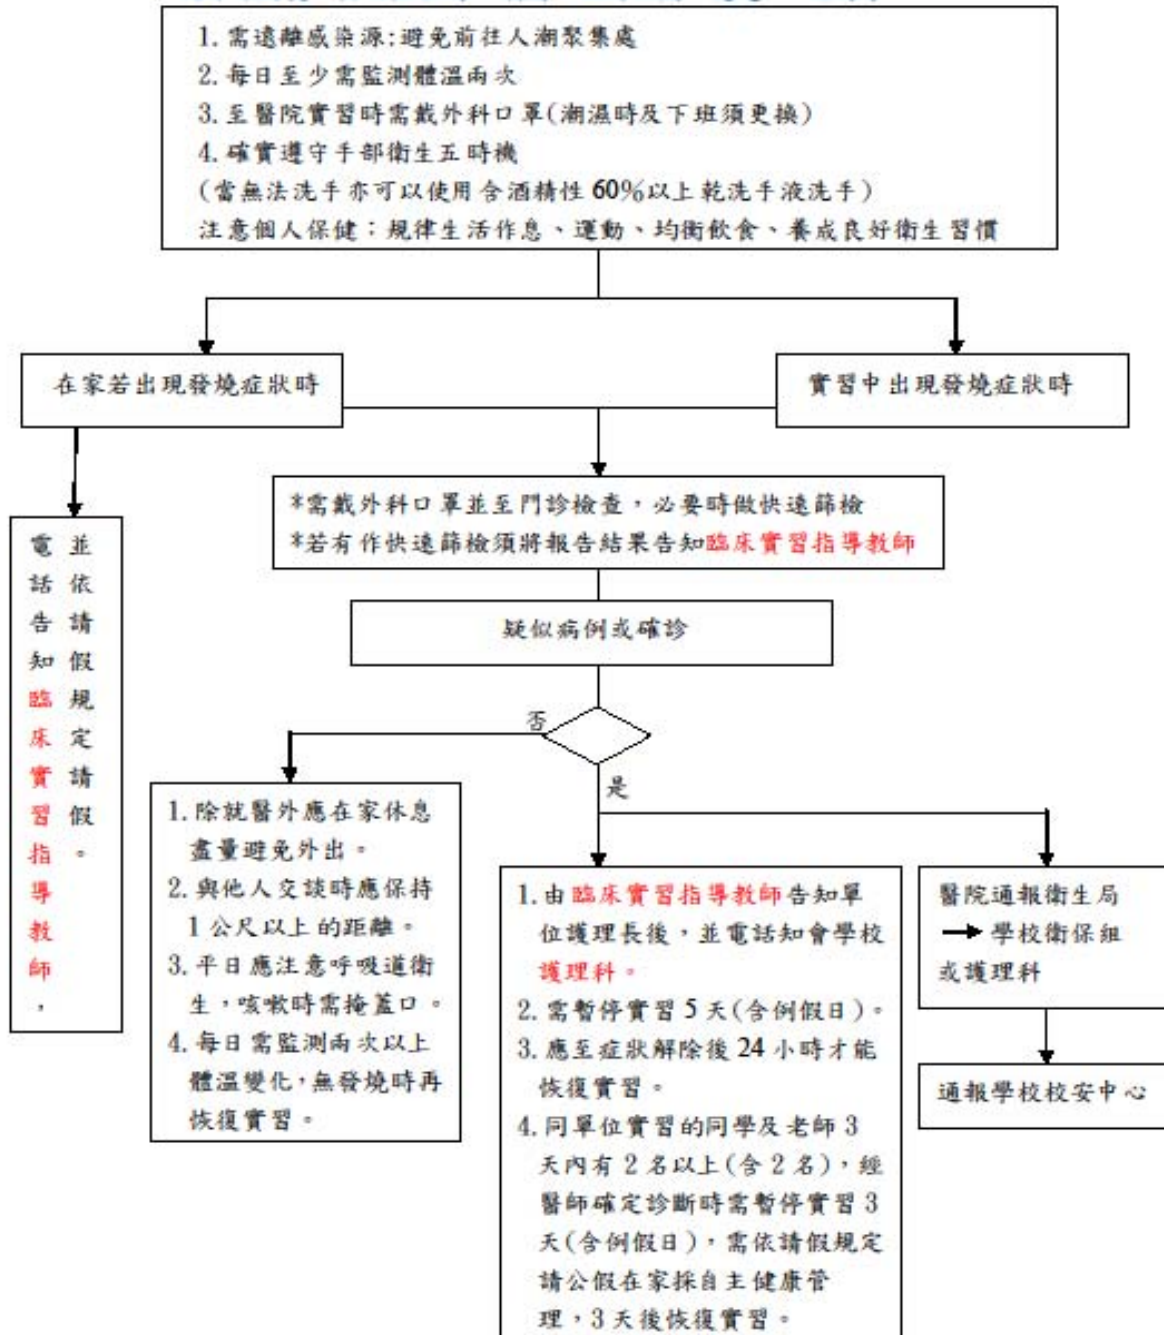 1. 需遠離感染源:避免前往人潮聚集處
2. 每日至少需監測體溫兩次
3. 至醫院實習時需戴外科口罩(潮濕時及下班須更換)
4. 確實遵守手部衛生五時機
(當無法洗手亦可以使用含酒精性 60%以上乾洗手液洗手)
注意個人保健：規律生活作息、運動、均衡飲食、養成良好衛生習慣
在家若出現發燒症狀時
實習中出現發燒症狀時
*需戴外科口罩並至門診檢查，必要時做快速篩檢
*若有作快速篩檢須將報告結果告知臨床實習指導教師
電話告知臨床實習指導教師，
並依請假規定請假。
疑似病例或確診
否
是
1. 除就醫外應在家休息
盡量避免外出。
2. 與他人交談時應保持
1 公尺以上的距離。
3. 平日應注意呼吸道衛
生，咳嗽時需掩蓋口。
4. 每日需監測兩次以上
體溫變化，無發燒時再
恢復實習。
1. 由臨床實習指導教師告知單
位護理長後，並電話知會學校
護理科。
2. 需暫停實習 5 天(含例假日)。
3. 應至症狀解除後 24 小時才能
恢復實習。
4. 同單位實習的同學及老師 3
天內有 2 名以上(含 2 名)，經
醫師確定診斷時需暫停實習 3
天(含例假日)，需依請假規定
請公假在家採自主健康管
理，3 天後恢復實習。
醫院通報衛生局
→ 學校衛保組
或護理科
通報學校校安中心